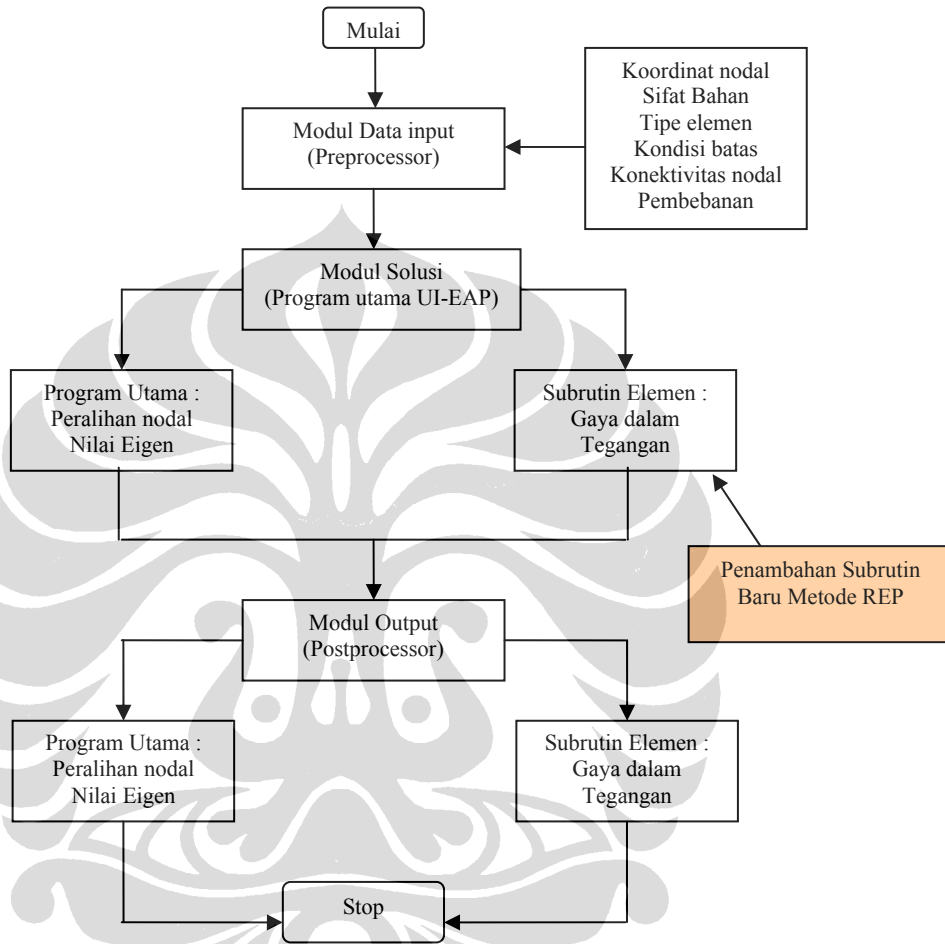 Mulai
Modul Data input
(Preprocessor)
Koordinat nodal
Sifat Bahan
Tipe elemen
Kondisi batas
Konektivitas nodal
Pembebanan
Modul Solusi
(Program utama UI-EAP)
Program Utama :
Peralihan nodal
Nilai Eigen
Subrutin Elemen :
Gaya dalam
Tegangan
Penambahan Subrutin
Baru Metode REP
Modul Output
(Postprocessor)
Program Utama :
Peralihan nodal
Nilai Eigen
Subrutin Elemen :
Gaya dalam
Tegangan
Stop